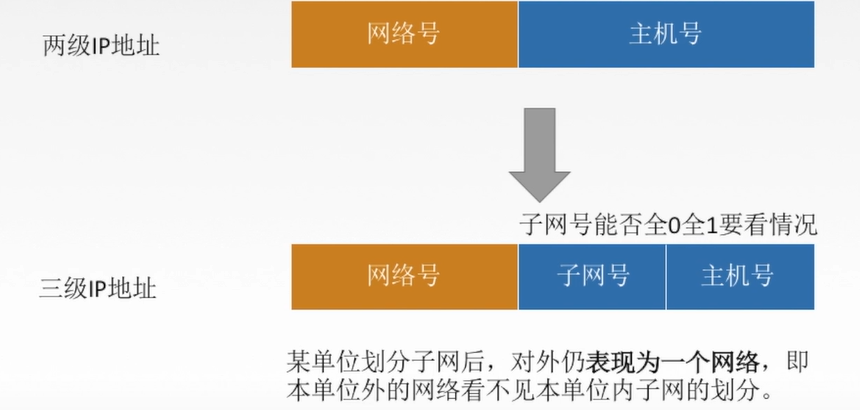 两级IP地址
网络号
主机号
子网号能否全0全1要看情况
三级IP地址
网络号
子网号
主机号
某单位划分子网后，对外仍表现为一个网络，即
本单位外的网络看不见本单位内子网的划分。